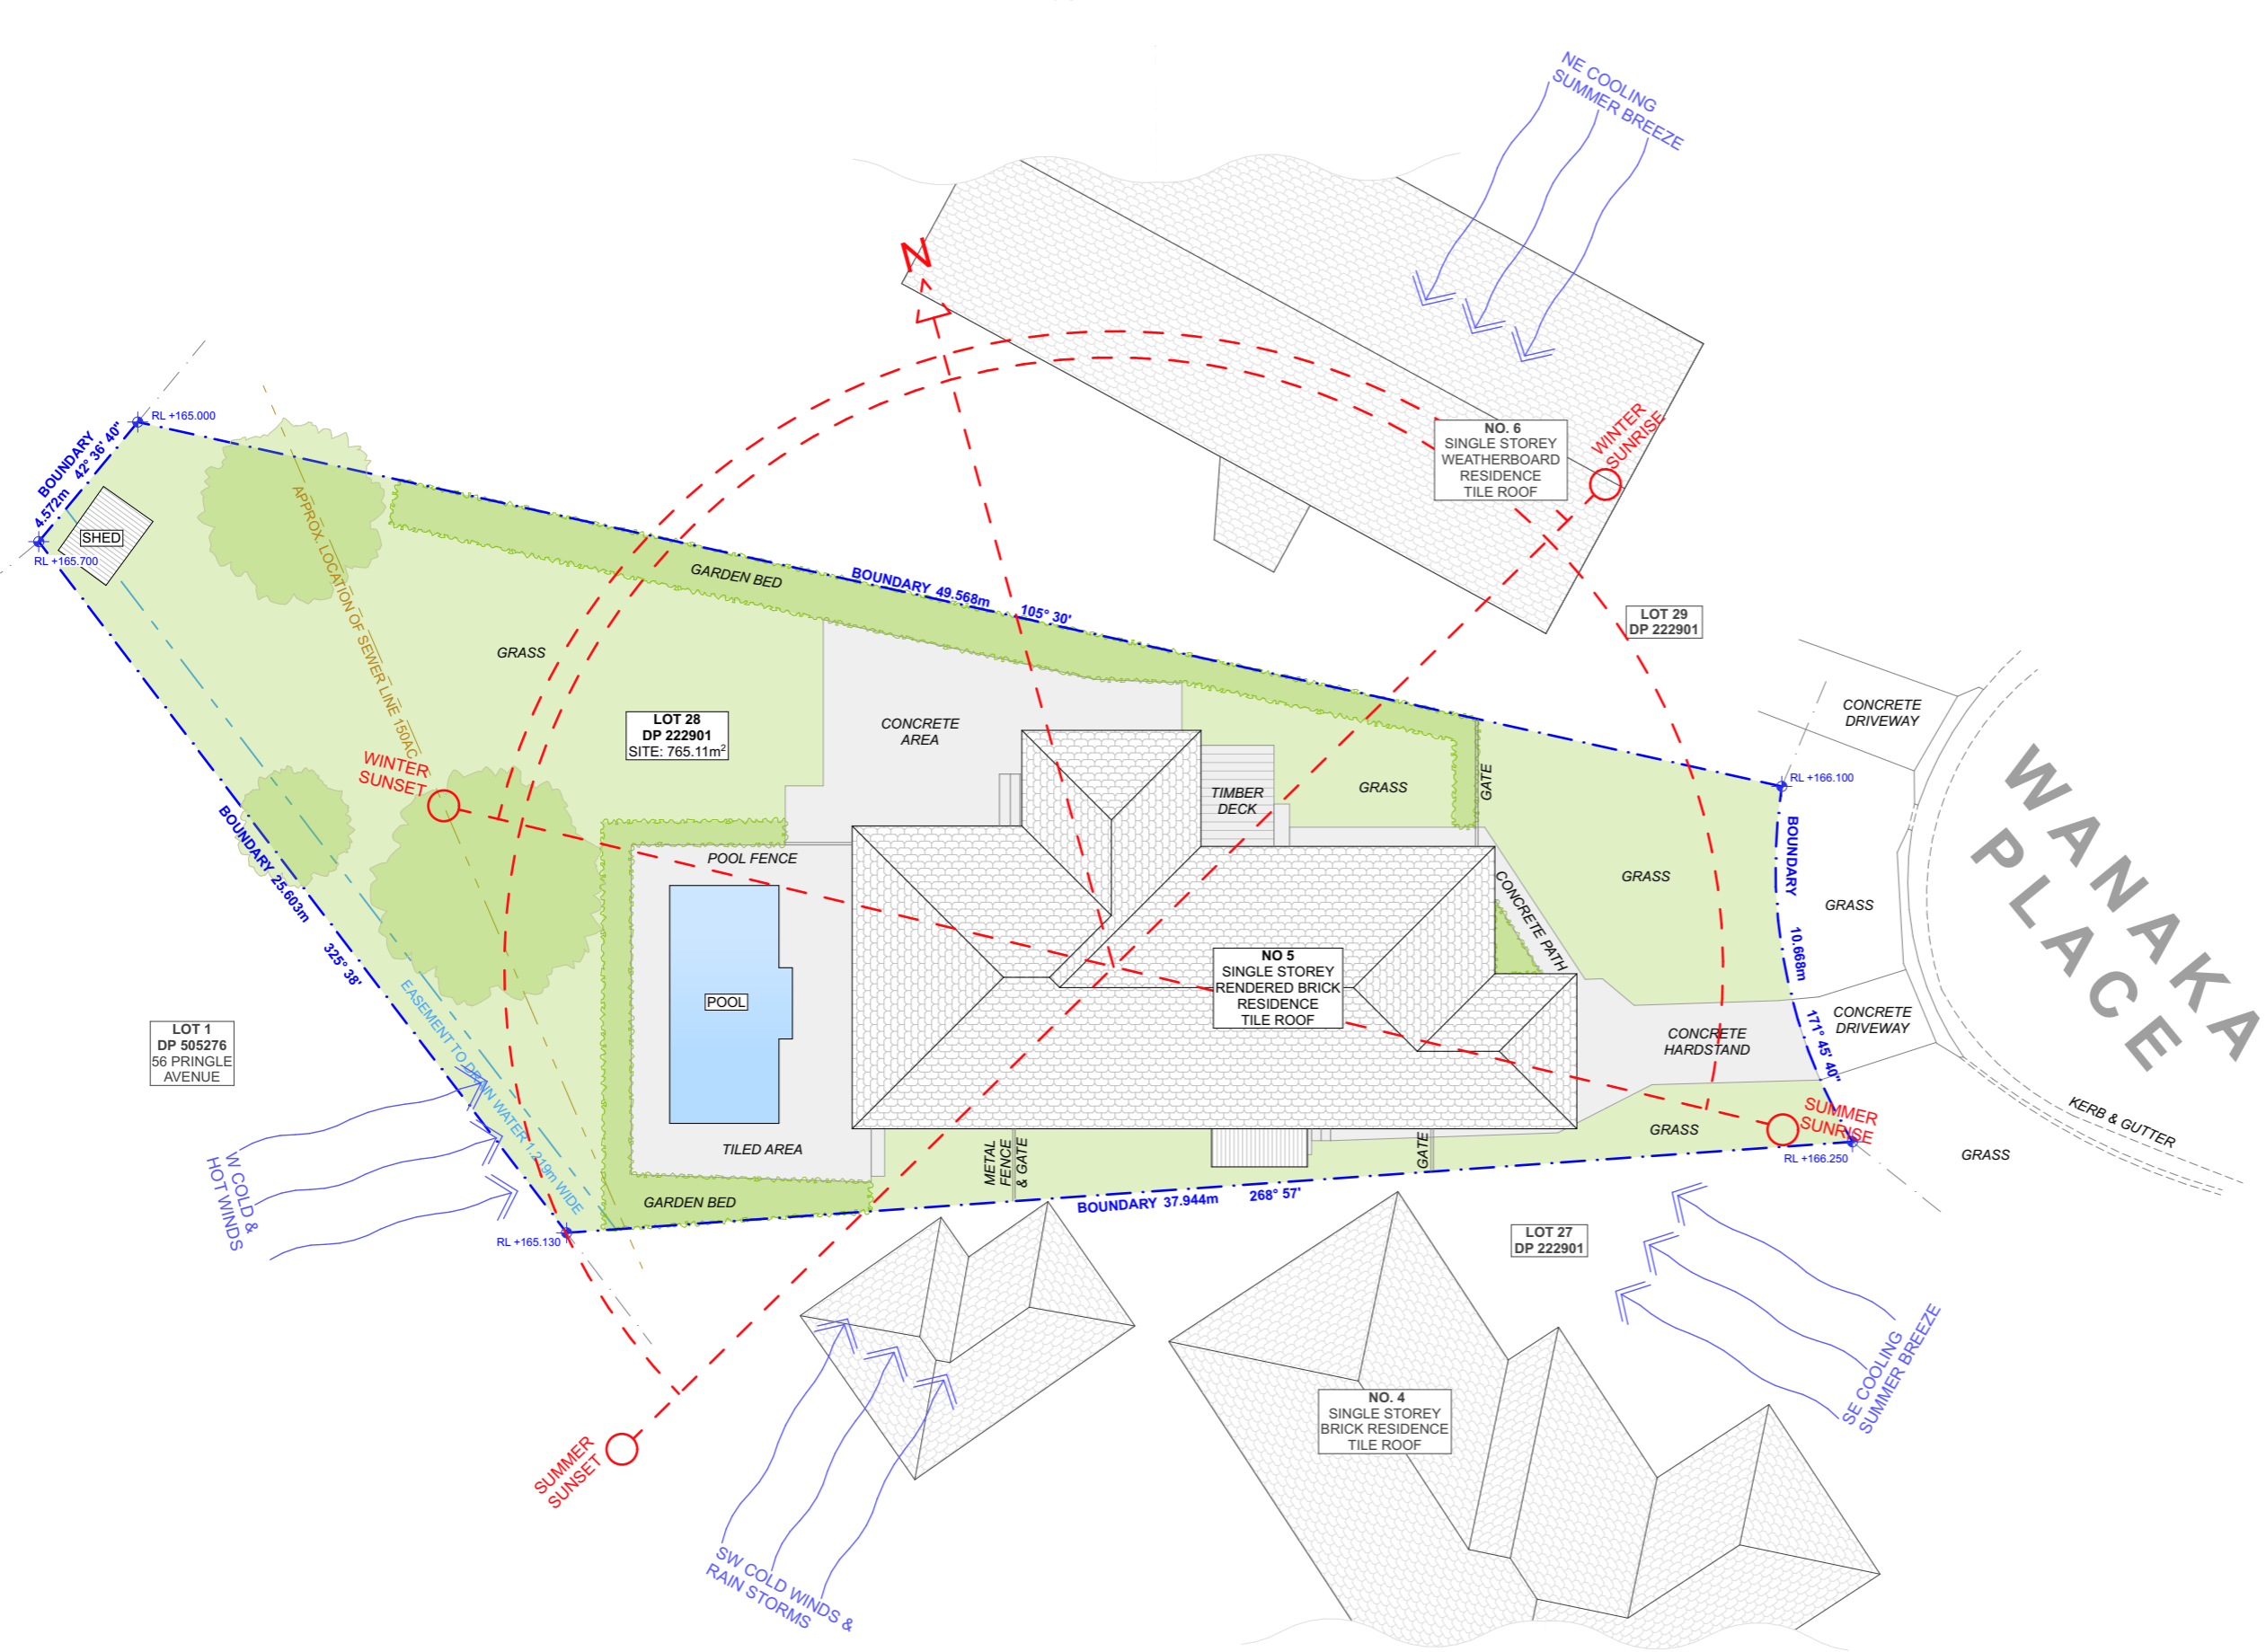 NE COOLING
SUMMER BREEZE
N
WINTER
SUNRISE
NO. 6
SINGLE STOREY
WEATHERBOARD
RESIDENCE
TILE ROOF
RL +165.000
BOUNDARY
4.572m 42° 36' 40"
SHED
RL +165.700
APPROX. LOCATION OF SEWER LINE 150AC
GARDEN BED
BOUNDARY 49.568m 105° 30'
LOT 29
DP 222901
GRASS
LOT 28
DP 222901
SITE: 765.11m²
CONCRETE
AREA
CONCRETE
DRIVEWAY
WANAKA
PLACE
WINTER
SUNSET
TIMBER
DECK
GRASS
GATE
RL +166.100
BOUNDARY 10.668m 171° 45' 40"
POOL FENCE
GRASS
GRASS
CONCRETE PATH
BOUNDARY 25.603m 325° 38'
POOL
NO 5
SINGLE STOREY
RENDERED BRICK
RESIDENCE
TILE ROOF
CONCRETE
HARDSTAND
CONCRETE
DRIVEWAY
LOT 1
DP 505276
56 PRINGLE
AVENUE
EASEMENT TO DRAIN WATER 1.219m WIDE
TILED AREA
METAL
FENCE
& GATE
GATE
GRASS
SUMMER
SUNRISE
RL +166.250
KERB & GUTTER
GRASS
W COLD &
HOT WINDS
GARDEN BED
BOUNDARY 37.944m 268° 57'
RL +165.130
LOT 27
DP 222901
SE COOLING
SUMMER BREEZE
NO. 4
SINGLE STOREY
BRICK RESIDENCE
TILE ROOF
SUMMER
SUNSET
SW COLD WINDS &
RAIN STORMS